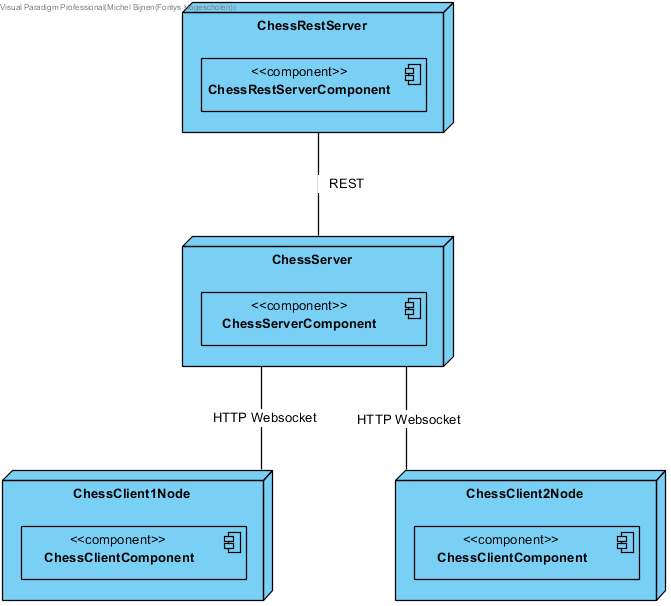 Visual Paradigm Professional(Michel Bijnen(Fontys Hogescholen))
ChessRestServer
<<component>>
ChessRestServerComponent
REST
ChessServer
<<component>>
ChessServerComponent
HTTP Websocket
HTTP Websocket
ChessClient1Node
<<component>>
ChessClientComponent
ChessClient2Node
<<component>>
ChessClientComponent